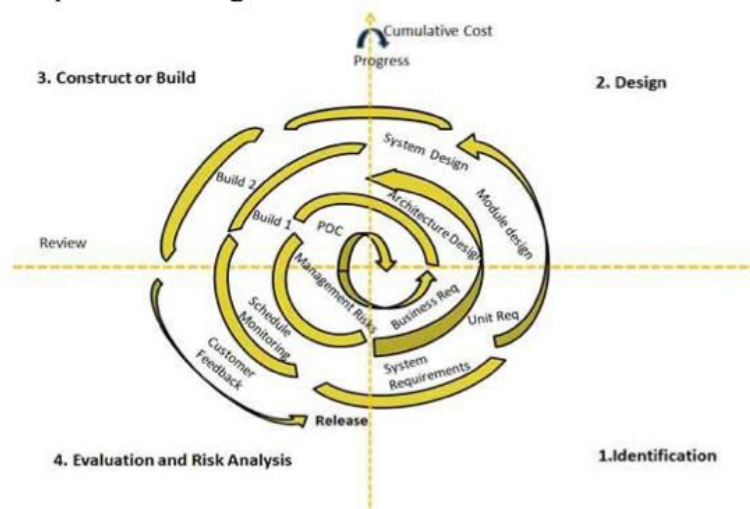 Cumulative Cost
Progress
3. Construct or Build
2. Design
System Design
Build 2
Module design
Architecture Design
Build 1
POC
Review
Management Risks
Business Req
Unit Req
Schedule
Monitoring
System
Requirements
Customer
Feedback
Release
4. Evaluation and Risk Analysis
1.Identification